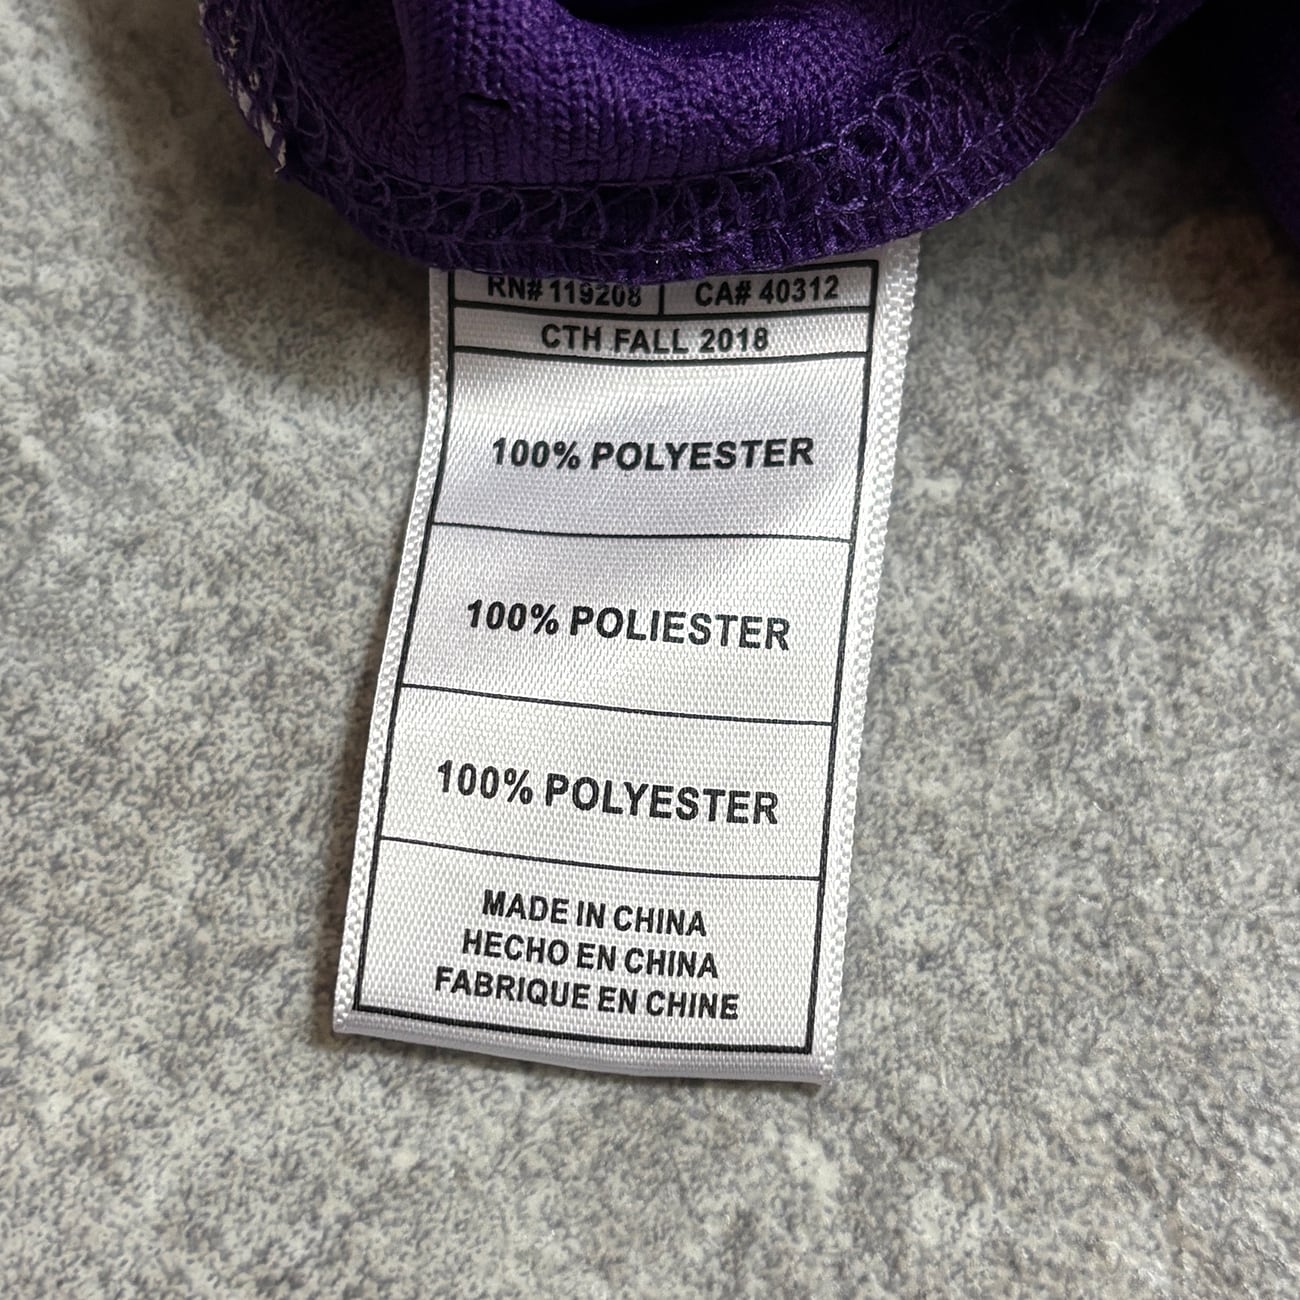 RN# 119208 CA# 40312
CTH FALL 2018
100% POLYESTER
100% POLIESTER
100% POLYESTER
MADE IN CHINA
HECHO EN CHINA
FABRIQUE EN CHINE